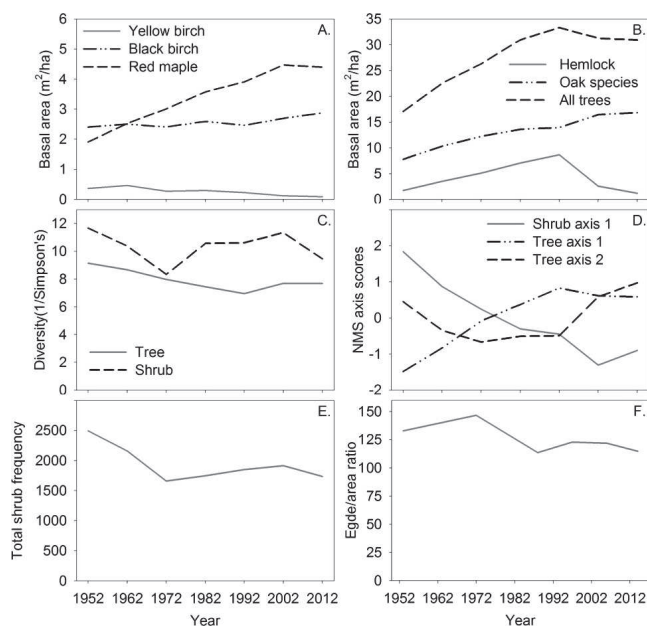 A.
Yellow birch
Black birch
Red maple
Basal area (m²/ha)
6
5
4
3
2
1
0
B.
Hemlock
Oak species
All trees
Basal area (m²/ha)
35
30
25
20
15
10
5
0
C.
Tree
Shrub
Diversity(1/Simpson's)
12
10
8
6
4
2
0
D.
Shrub axis 1
Tree axis 1
Tree axis 2
NMS axis scores
2
1
0
-1
-2
E.
Total shrub frequency
2500
2000
1500
1000
500
0
1952 1962 1972 1982 1992 2002 2012
Year
F.
Egde/area ratio
150
125
100
75
50
25
0
1952 1962 1972 1982 1992 2002 2012
Year